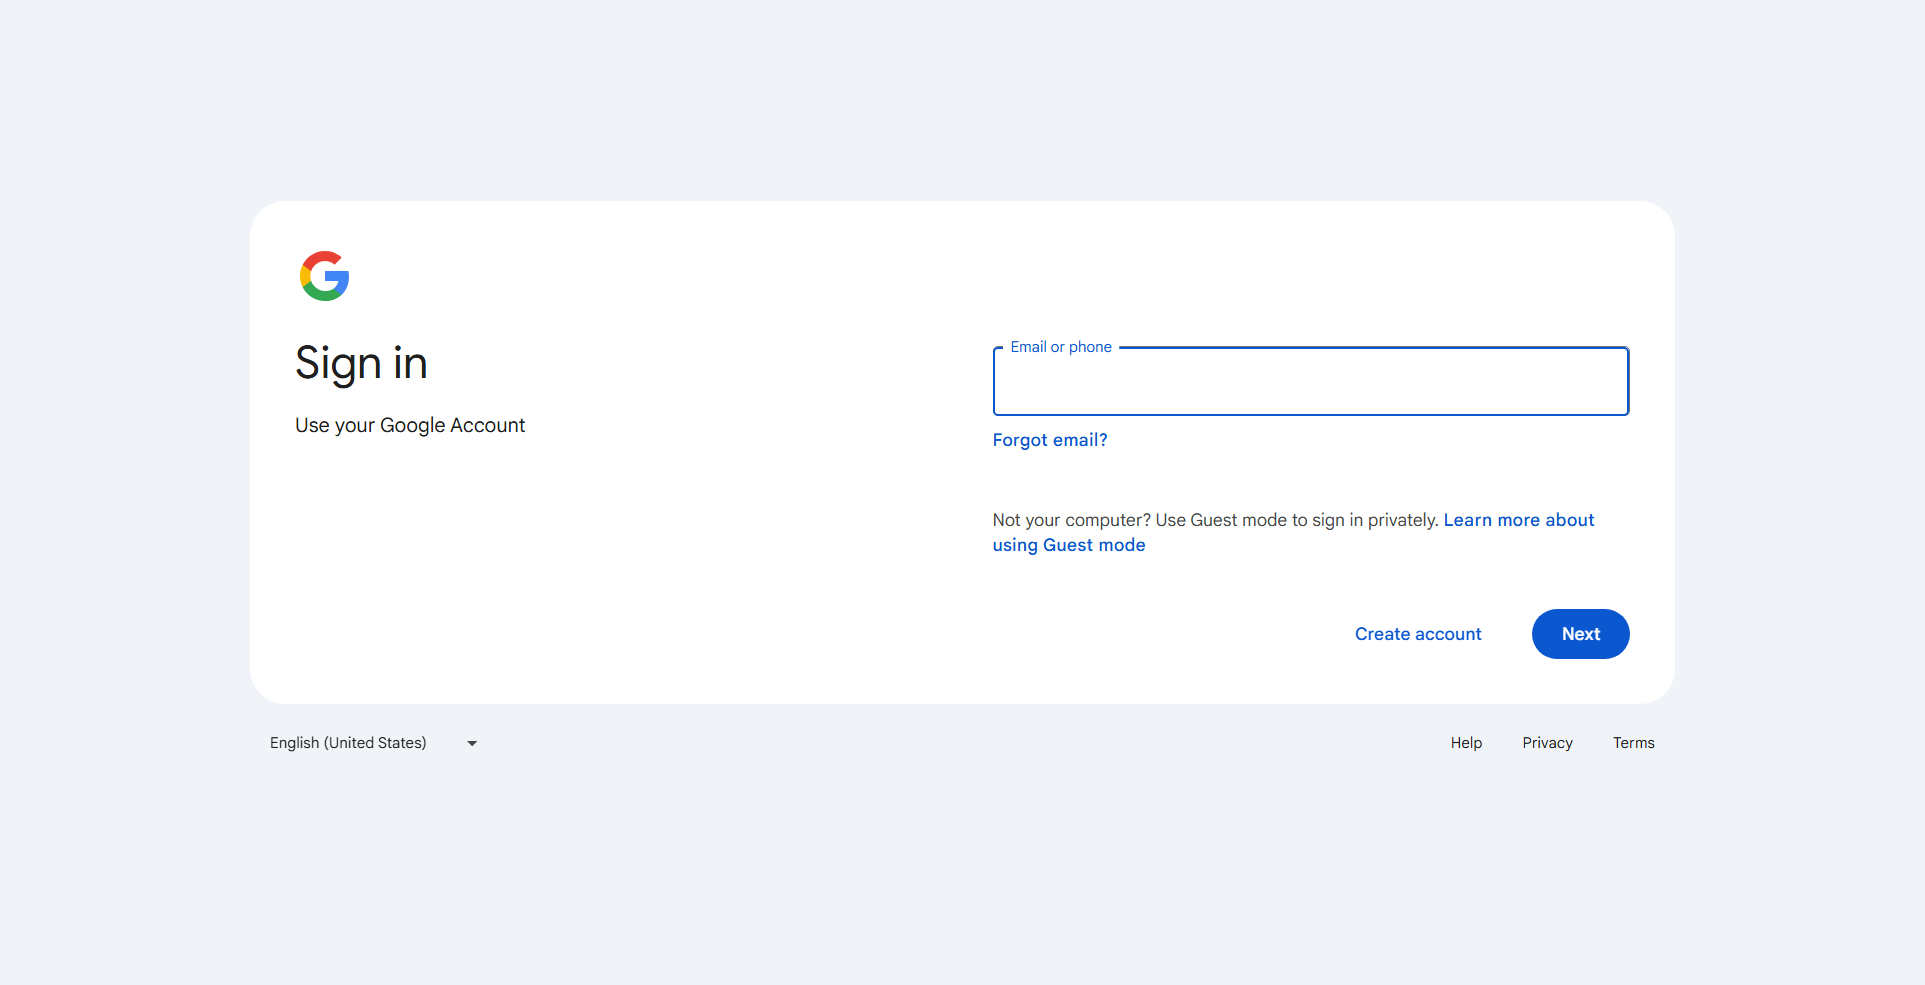 Sign in
Use your Google Account
Email or phone
Forgot email?
Not your computer? Use Guest mode to sign in privately. Learn more about
using Guest mode
Create account
Next
English (United States)
Help
Privacy
Terms